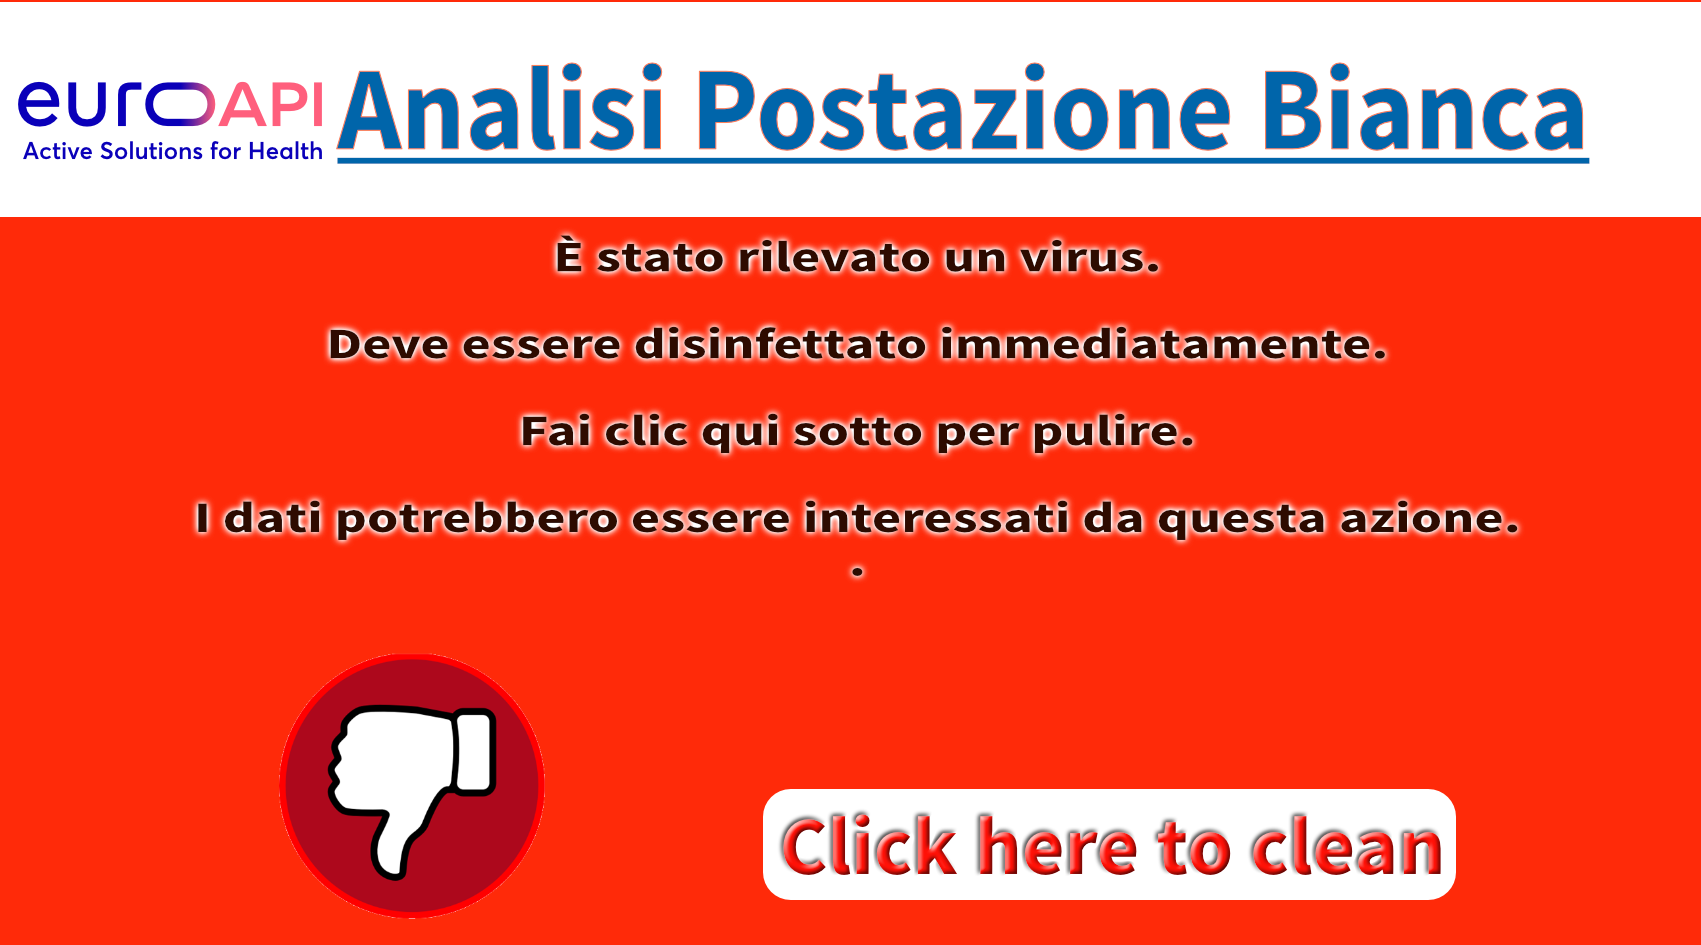 euroAPI
Active Solutions for Health
Analisi Postazione Bianca
È stato rilevato un virus.
Deve essere disinfettato immediatamente.
Fai clic qui sotto per pulire.
I dati potrebbero essere interessati da questa azione.
.
Click here to clean